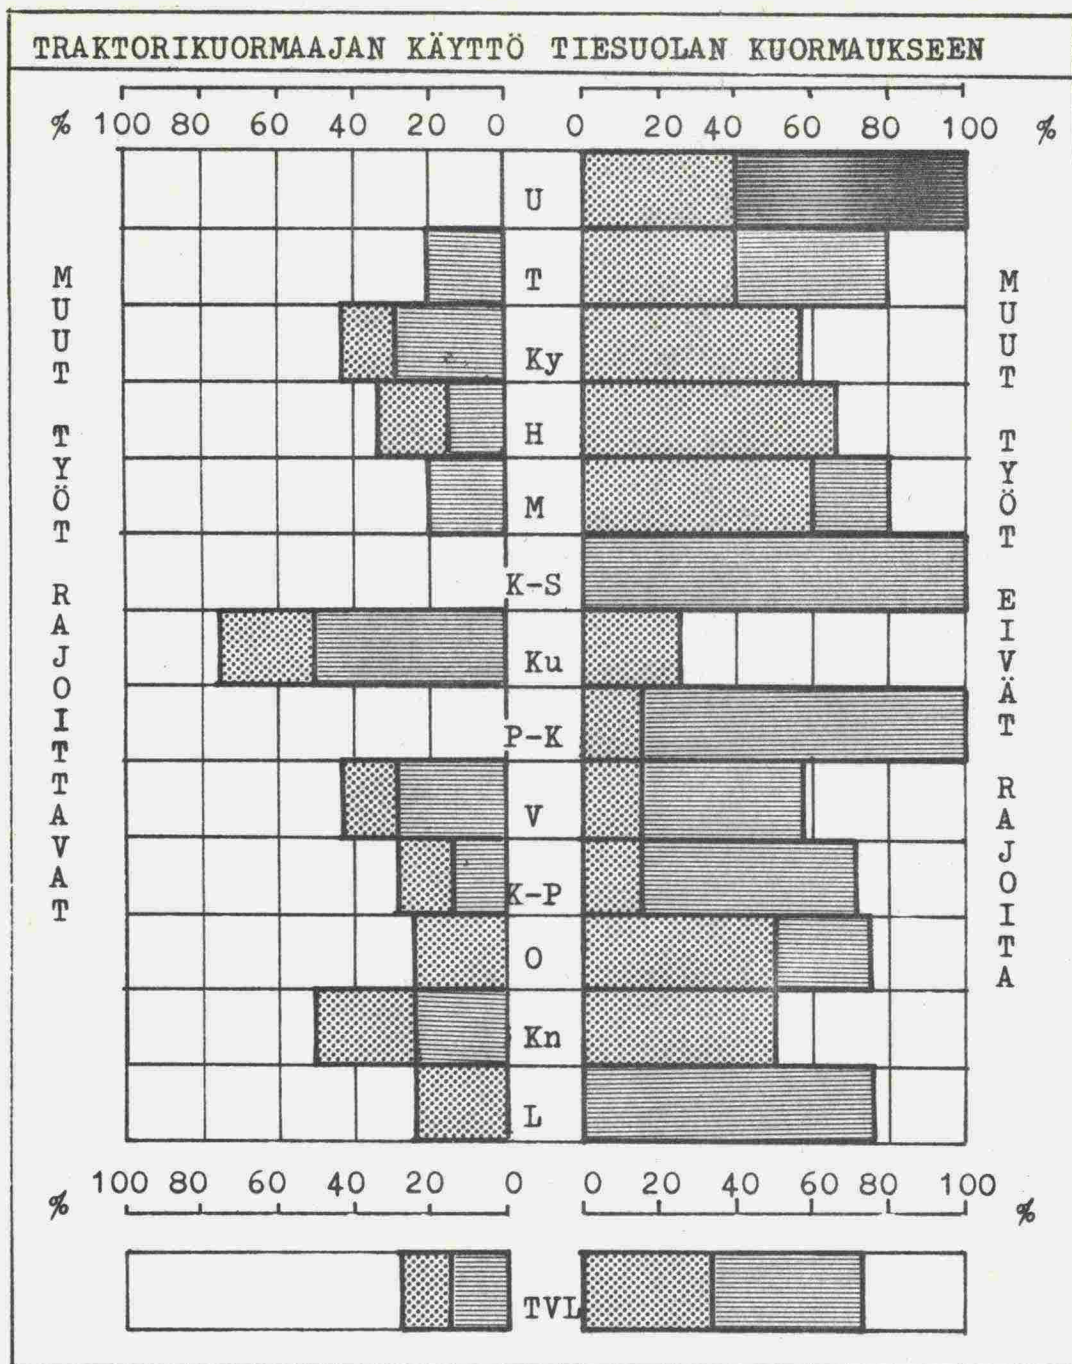 TRAKTORIKUORMAAJAN KÄYTTÖ TIESUOLAN KUORMAUKSEEN
% 100 80 60 40 20 0 0 20 40 60 80 100 %
MUUT TYÖT RAJOITTAVAT
U
T
Ky
H
M
K-S
Ku
P-K
V
K-P
O
Kn
L
MUUT TYÖT EIVÄT RAJOITA
% 100 80 60 40 20 0 0 20 40 60 80 100 %
TVL